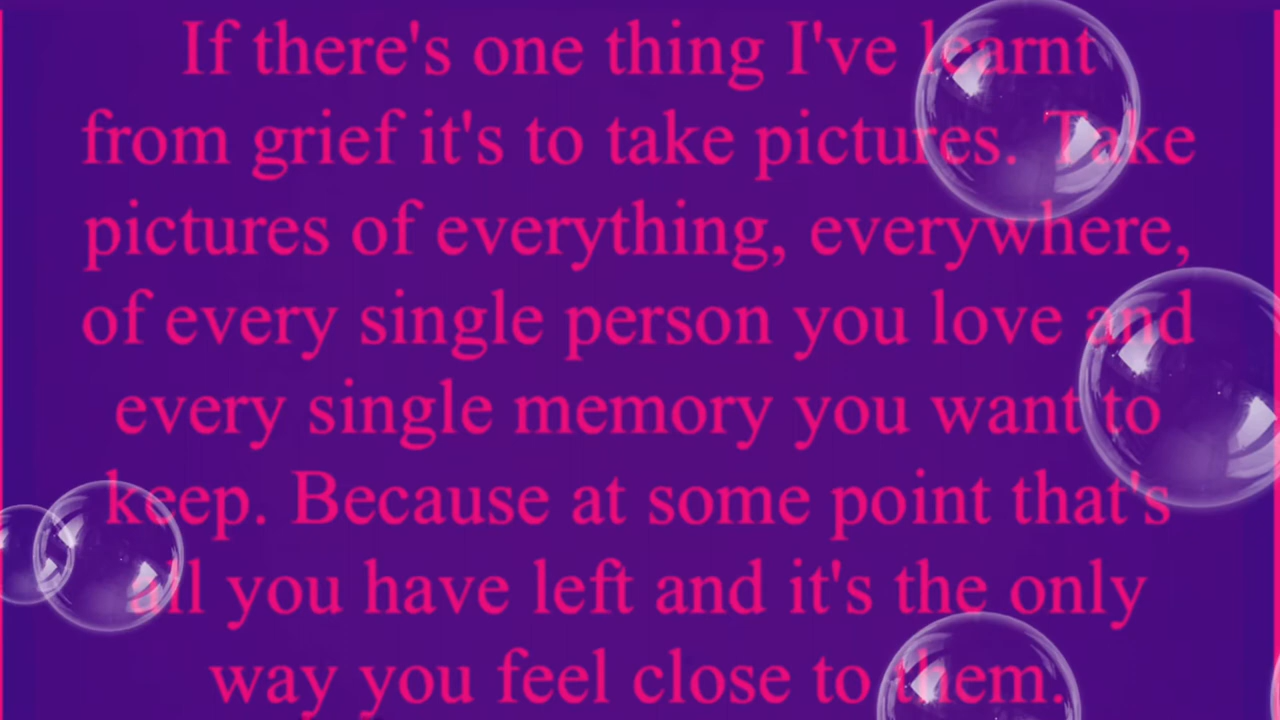 If there's one thing I've learnt
from grief it's to take pictures. Take
pictures of everything, everywhere,
of every single person you love and
every single memory you want to
keep. Because at some point that's
all you have left and it's the only
way you feel close to them.